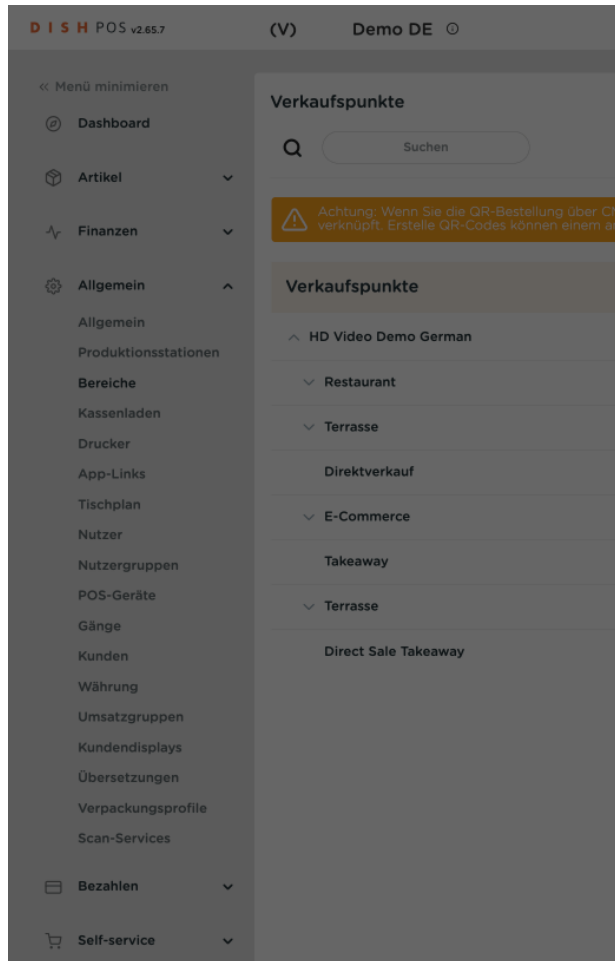 DISH POS v2.65.7
(V) Demo DE
« Menü minimieren
Dashboard
Artikel
Finanzen
Allgemein
Allgemein
Produktionsstationen
Bereiche
Kassenladen
Drucker
App-Links
Tischplan
Nutzer
Nutzergruppen
POS-Geräte
Gänge
Kunden
Währung
Umsatzgruppen
Kundendisplays
Übersetzungen
Verpackungsprofile
Scan-Services
Bezahlen
Self-service
Verkaufspunkte
Suchen
Achtung: Wenn Sie die QR-Bestellung über
verknüpft. Erstelle QR-Codes können einem
Verkaufspunkte
HD Video Demo German
Restaurant
Terrasse
Direktverkauf
E-Commerce
Takeaway
Terrasse
Direct Sale Takeaway